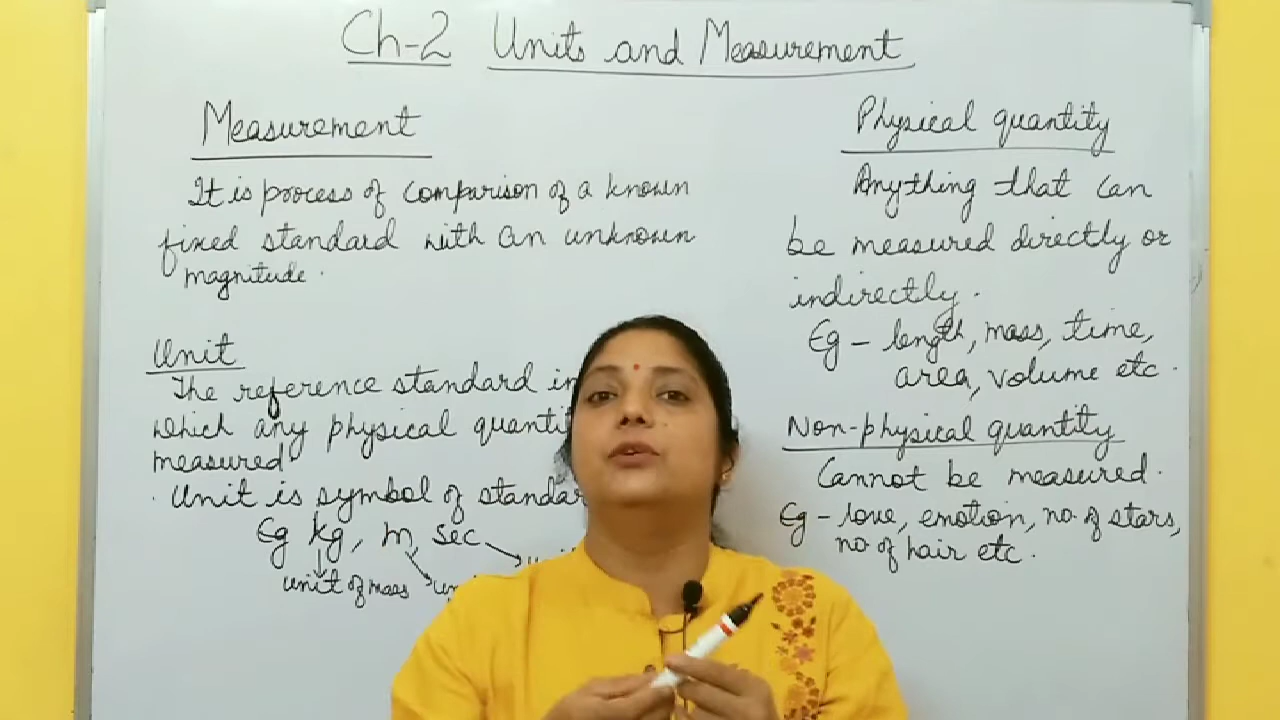 Ch-2 Units and Measurement
Measurement
It is process of comparison of a known
fixed standard with an unknown
magnitude.
Unit
The reference standard in
which any physical
measured
. Unit is symbol of
Eg kg, m, sec
unit of mass
Physical quantity
Anything that can
be measured directly or
indirectly.
Eg - length, mass, time,
area, volume etc.
Non-physical quantity
Cannot be measured.
Eg - love, emotion, no. of stars,
no of hair etc.